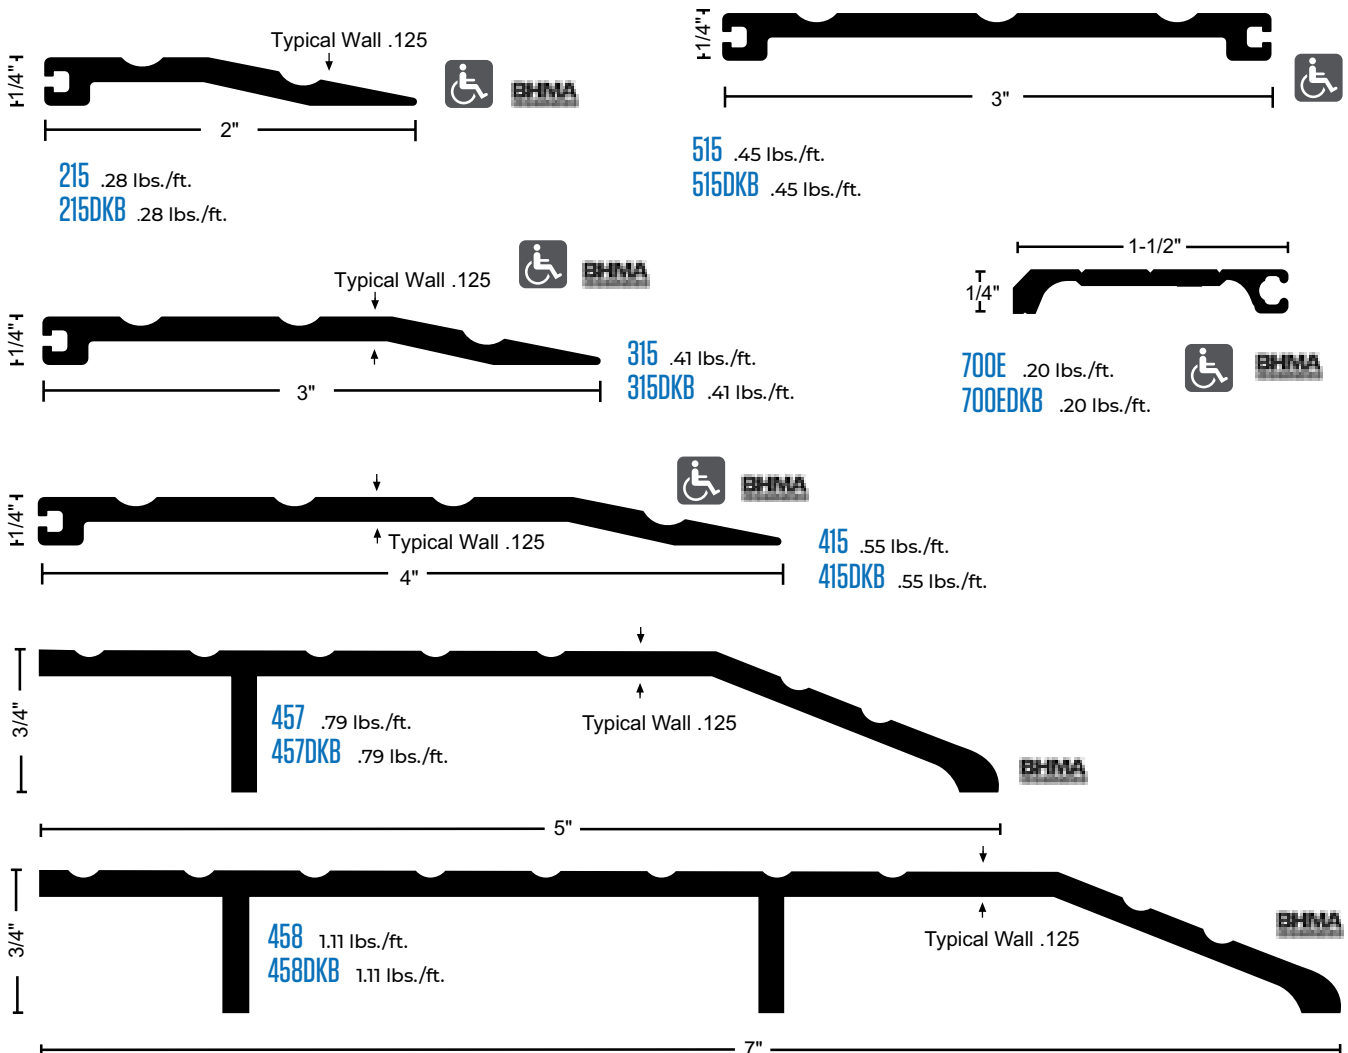 Typical Wall .125
1/4"
2"
BHMA
215 .28 lbs./ft.
215DKB .28 lbs./ft.
1/4"
3"
515 .45 lbs./ft.
515DKB .45 lbs./ft.
Typical Wall .125
BHMA
1/4"
3"
315 .41 lbs./ft.
315DKB .41 lbs./ft.
1-1/2"
1/4"
700E .20 lbs./ft.
700EDKB .20 lbs./ft.
BHMA
BHMA
1/4"
Typical Wall .125
4"
415 .55 lbs./ft.
415DKB .55 lbs./ft.
3/4"
457 .79 lbs./ft.
457DKB .79 lbs./ft.
Typical Wall .125
BHMA
5"
3/4"
458 1.11 lbs./ft.
458DKB 1.11 lbs./ft.
Typical Wall .125
BHMA
7"